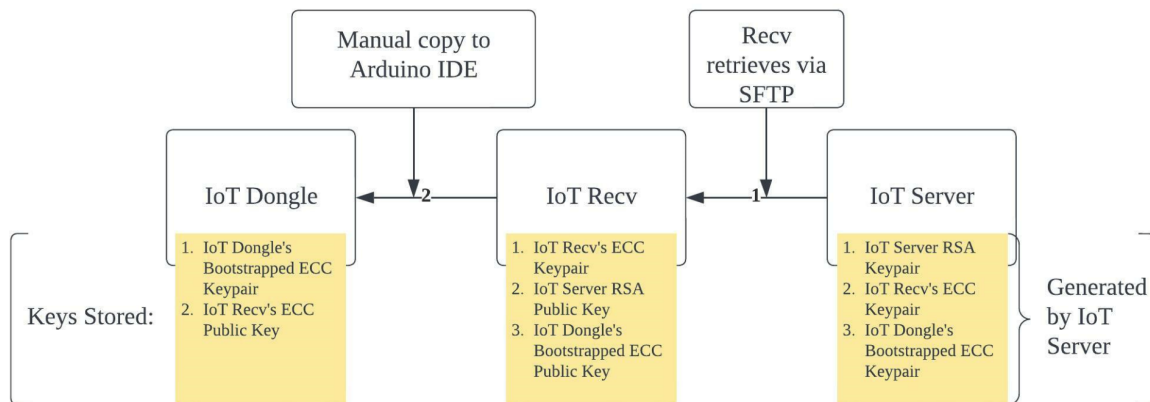 Manual copy to
Arduino IDE
Recv
retrieves via
SFTP
IoT Dongle
2
IoT Recv
1
IoT Server
Keys Stored:
1. IoT Dongle's
Bootstrapped ECC
Keypair
2. IoT Recv's ECC
Public Key
1. IoT Recv's ECC
Keypair
2. IoT Server RSA
Public Key
3. IoT Dongle's
Bootstrapped ECC
Public Key
1. IoT Server RSA
Keypair
2. IoT Recv's ECC
Keypair
3. IoT Dongle's
Bootstrapped ECC
Keypair
Generated
by IoT
Server